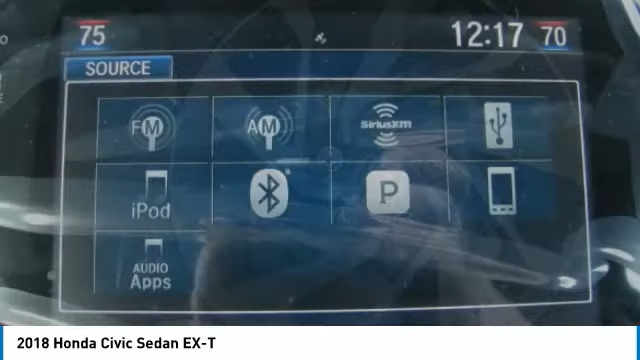 75
12:17
70
SOURCE
FM
AM
SiriusXM
iPod
P
AUDIO
Apps
2018 Honda Civic Sedan EX-T